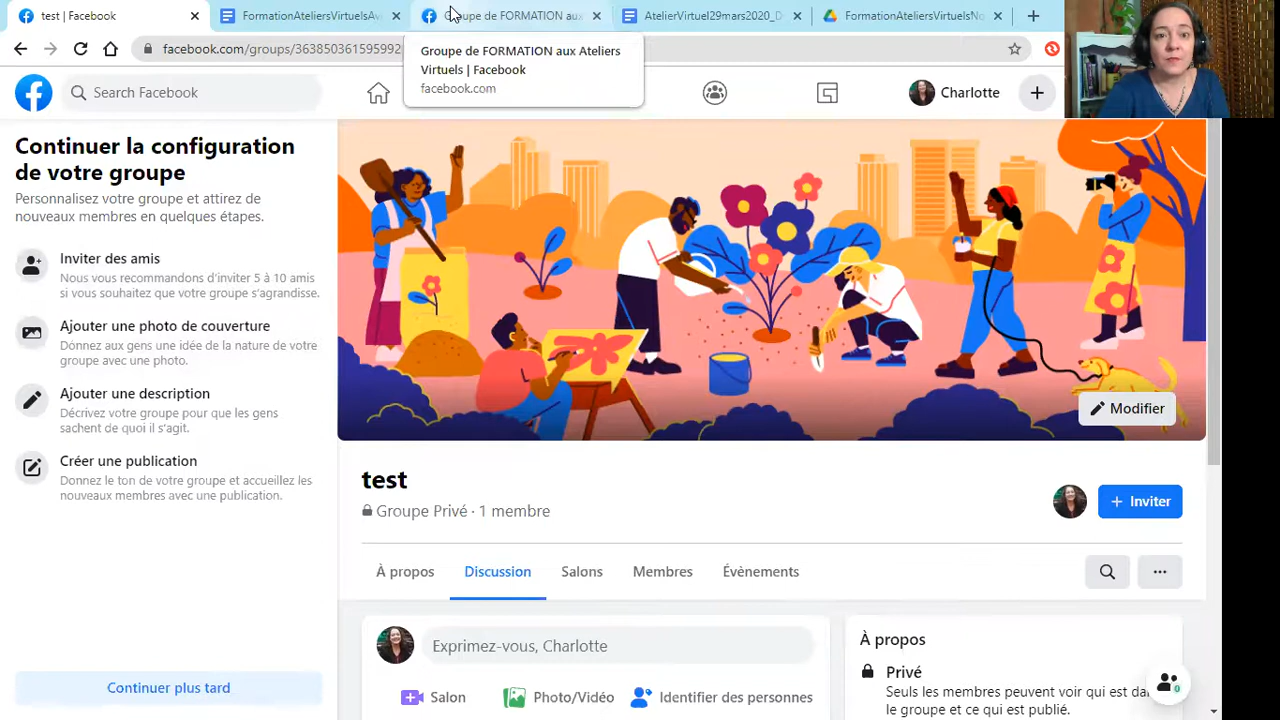 test | Facebook
FormationAteliersVirtuelsAv
Groupe de FORMATION aux
AtelierVirtuel29mars2020_D
FormationAteliersVirtuelsNo
facebook.com/groups/363850361595992
Groupe de FORMATION aux Ateliers
Virtuels | Facebook
facebook.com
Search Facebook
Charlotte
Continuer la configuration
de votre groupe
Personnalisez votre groupe et attirez de
nouveaux membres en quelques étapes.
Inviter des amis
Nous vous recommandons d'inviter 5 à 10 amis
si vous souhaitez que votre groupe s'agrandisse.
Ajouter une photo de couverture
Donnez aux gens une idée de la nature de votre
groupe avec une photo.
Ajouter une description
Décrivez votre groupe pour que les gens
sachent de quoi il s'agit.
Créer une publication
Donnez le ton de votre groupe et accueillez les
nouveaux membres avec une publication.
Continuer plus tard
Modifier
test
Groupe Privé · 1 membre
+ Inviter
À propos
Discussion
Salons
Membres
Évènements
Exprimez-vous, Charlotte
Salon
Photo/Vidéo
Identifier des personnes
À propos
Privé
Seuls les membres peuvent voir qui est dan
le groupe et ce qui est publié.
0